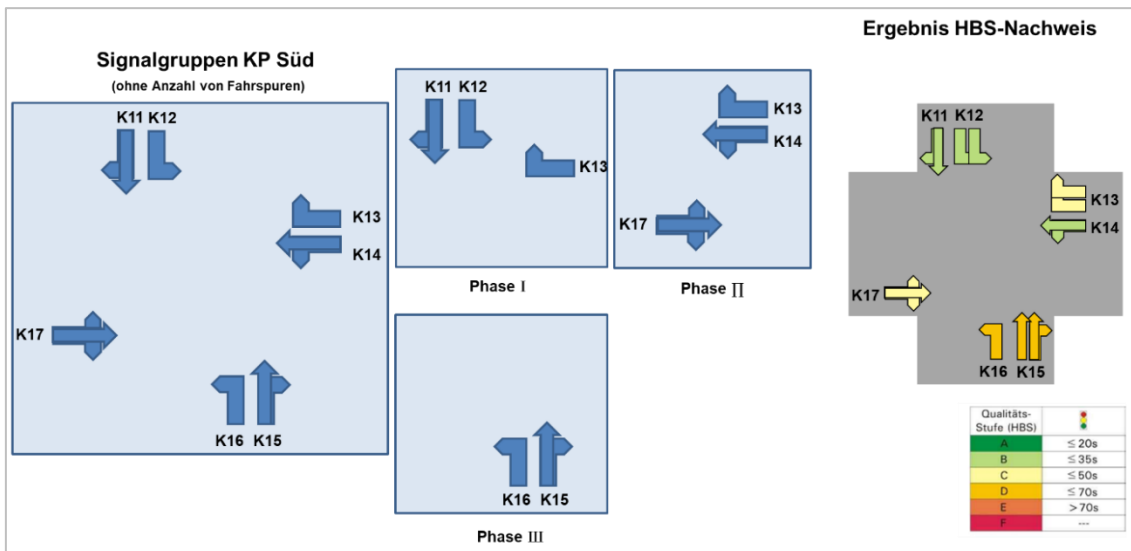 Signalgruppen KP Süd
(ohne Anzahl von Fahrspuren)
K11 K12
K13
K14
K17
K16 K15
K11 K12
K13
Phase I
K13
K14
K17
Phase II
K16 K15
Phase III
Ergebnis HBS-Nachweis
K11 K12
K13
K14
K17
K16 K15
Qualitäts-
Stufe (HBS)
A ≤ 20s
B ≤ 35s
C ≤ 50s
D ≤ 70s
E > 70s
F ---